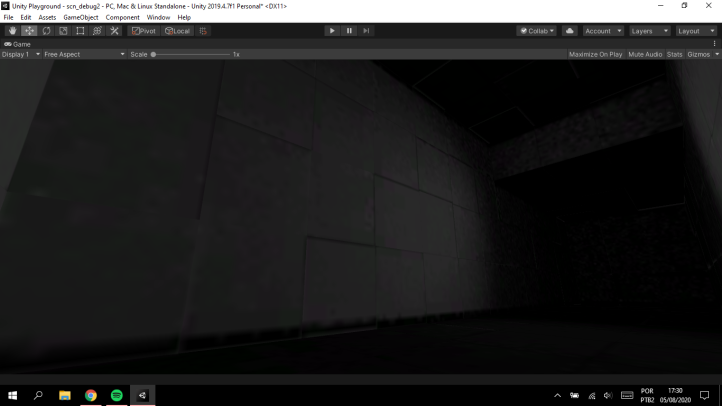 Unity Playground - scn_debug2 - PC, Mac & Linux Standalone - Unity 2019.4.7f1 Personal* <DX11>
File Edit Assets GameObject Component Window Help
Pivot Local Collab Account Layers Layout
Game
Display 1 Free Aspect Scale 1x Maximize On Play Mute Audio Stats Gizmos
POR 17:30
PTB2 05/08/2020